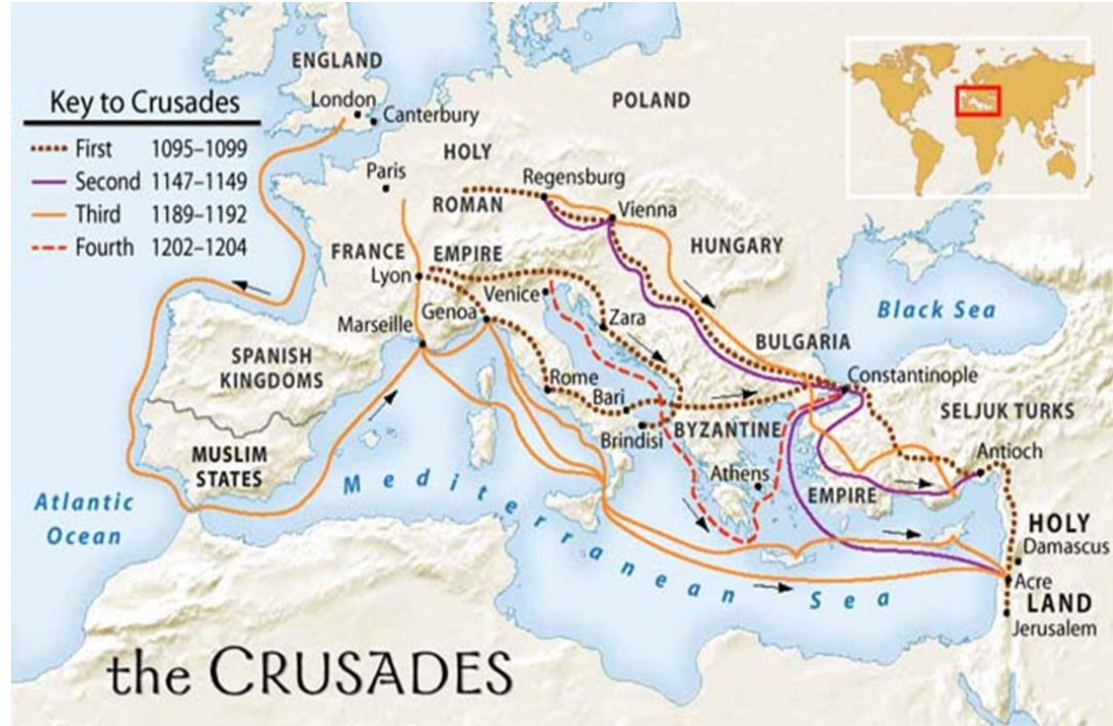 ENGLAND
London
Canterbury
POLAND
Key to Crusades
First 1095–1099
Second 1147–1149
Third 1189–1192
Fourth 1202–1204
HOLY
ROMAN
EMPIRE
Paris
Regensburg
Vienna
HUNGARY
FRANCE
Lyon
Venice
Genoa
Marseille
Zara
Black Sea
BULGARIA
SPANISH
KINGDOMS
Rome
Bari
Brindisi
Constantinople
SELJUK TURKS
BYZANTINE
EMPIRE
Athens
Antioch
MUSLIM
STATES
Atlantic
Ocean
Mediterranean Sea
HOLY
LAND
Damascus
Acre
Jerusalem
the CRUSADES